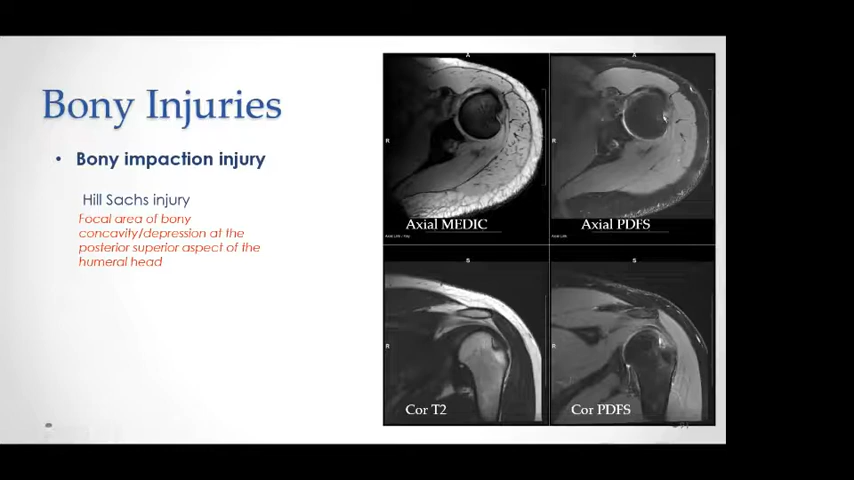 Bony Injuries
• Bony impaction injury
Hill Sachs injury
Focal area of bony
concavity/depression at the
posterior superior aspect of the
humeral head
A
A
R
R
Axial MEDIC
Axial PDFS
S
S
R
R
Cor T2
Cor PDFS